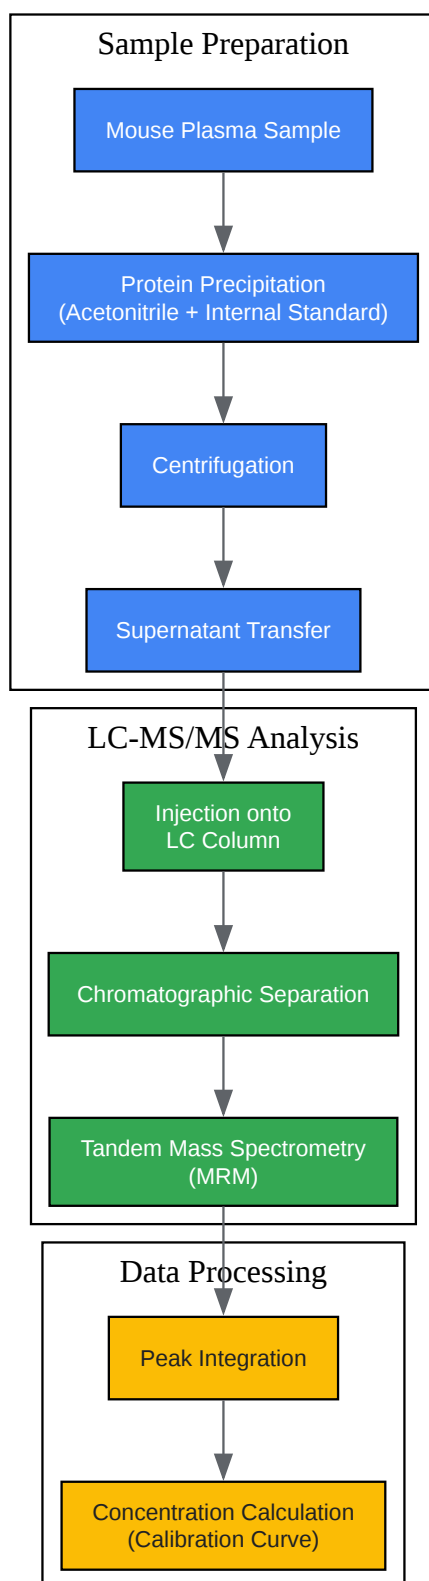 Sample Preparation
Mouse Plasma Sample
Protein Precipitation
(Acetonitrile + Internal Standard)
Centrifugation
Supernatant Transfer
LC-MS/MS Analysis
Injection onto
LC Column
Chromatographic Separation
Tandem Mass Spectrometry
(MRM)
Data Processing
Peak Integration
Concentration Calculation
(Calibration Curve)